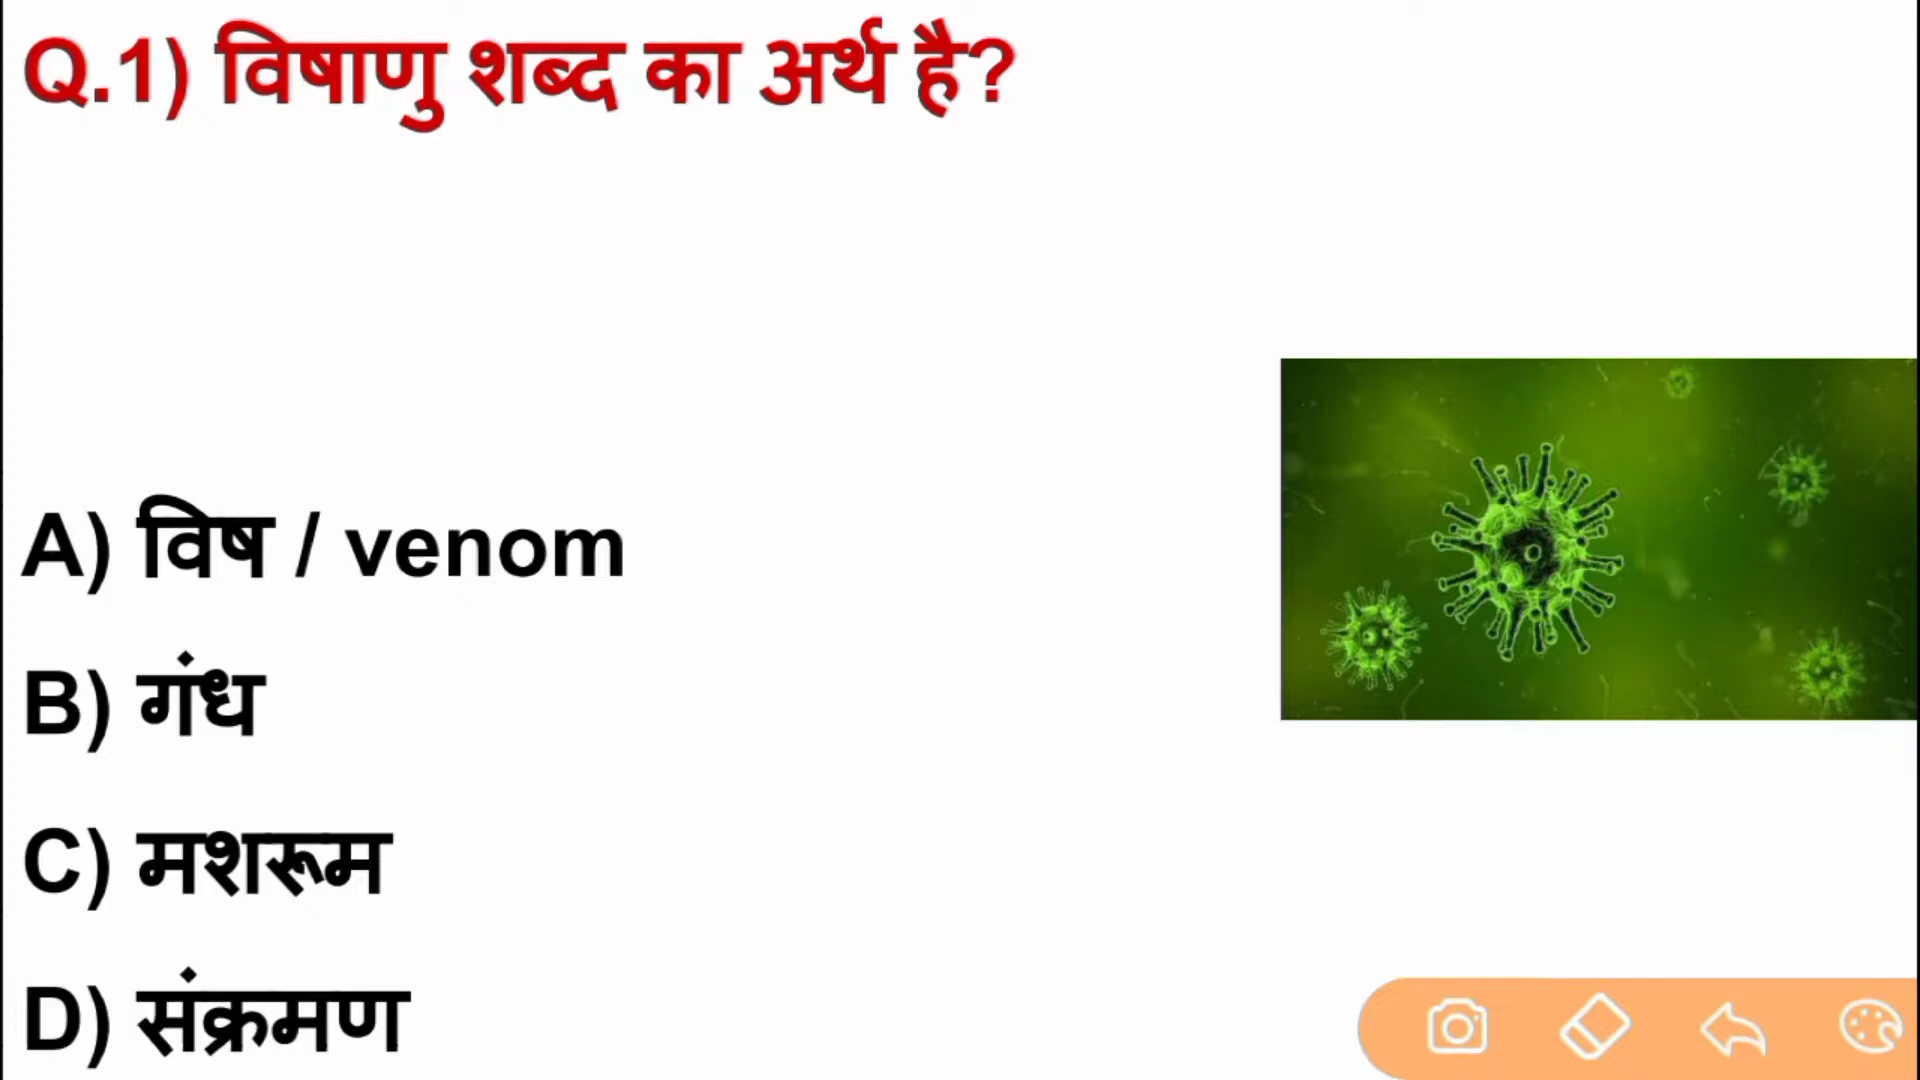 Q.1) विषाणु शब्द का अर्थ है?
A) विष / venom
B) गंध
C) मशरूम
D) संक्रमण